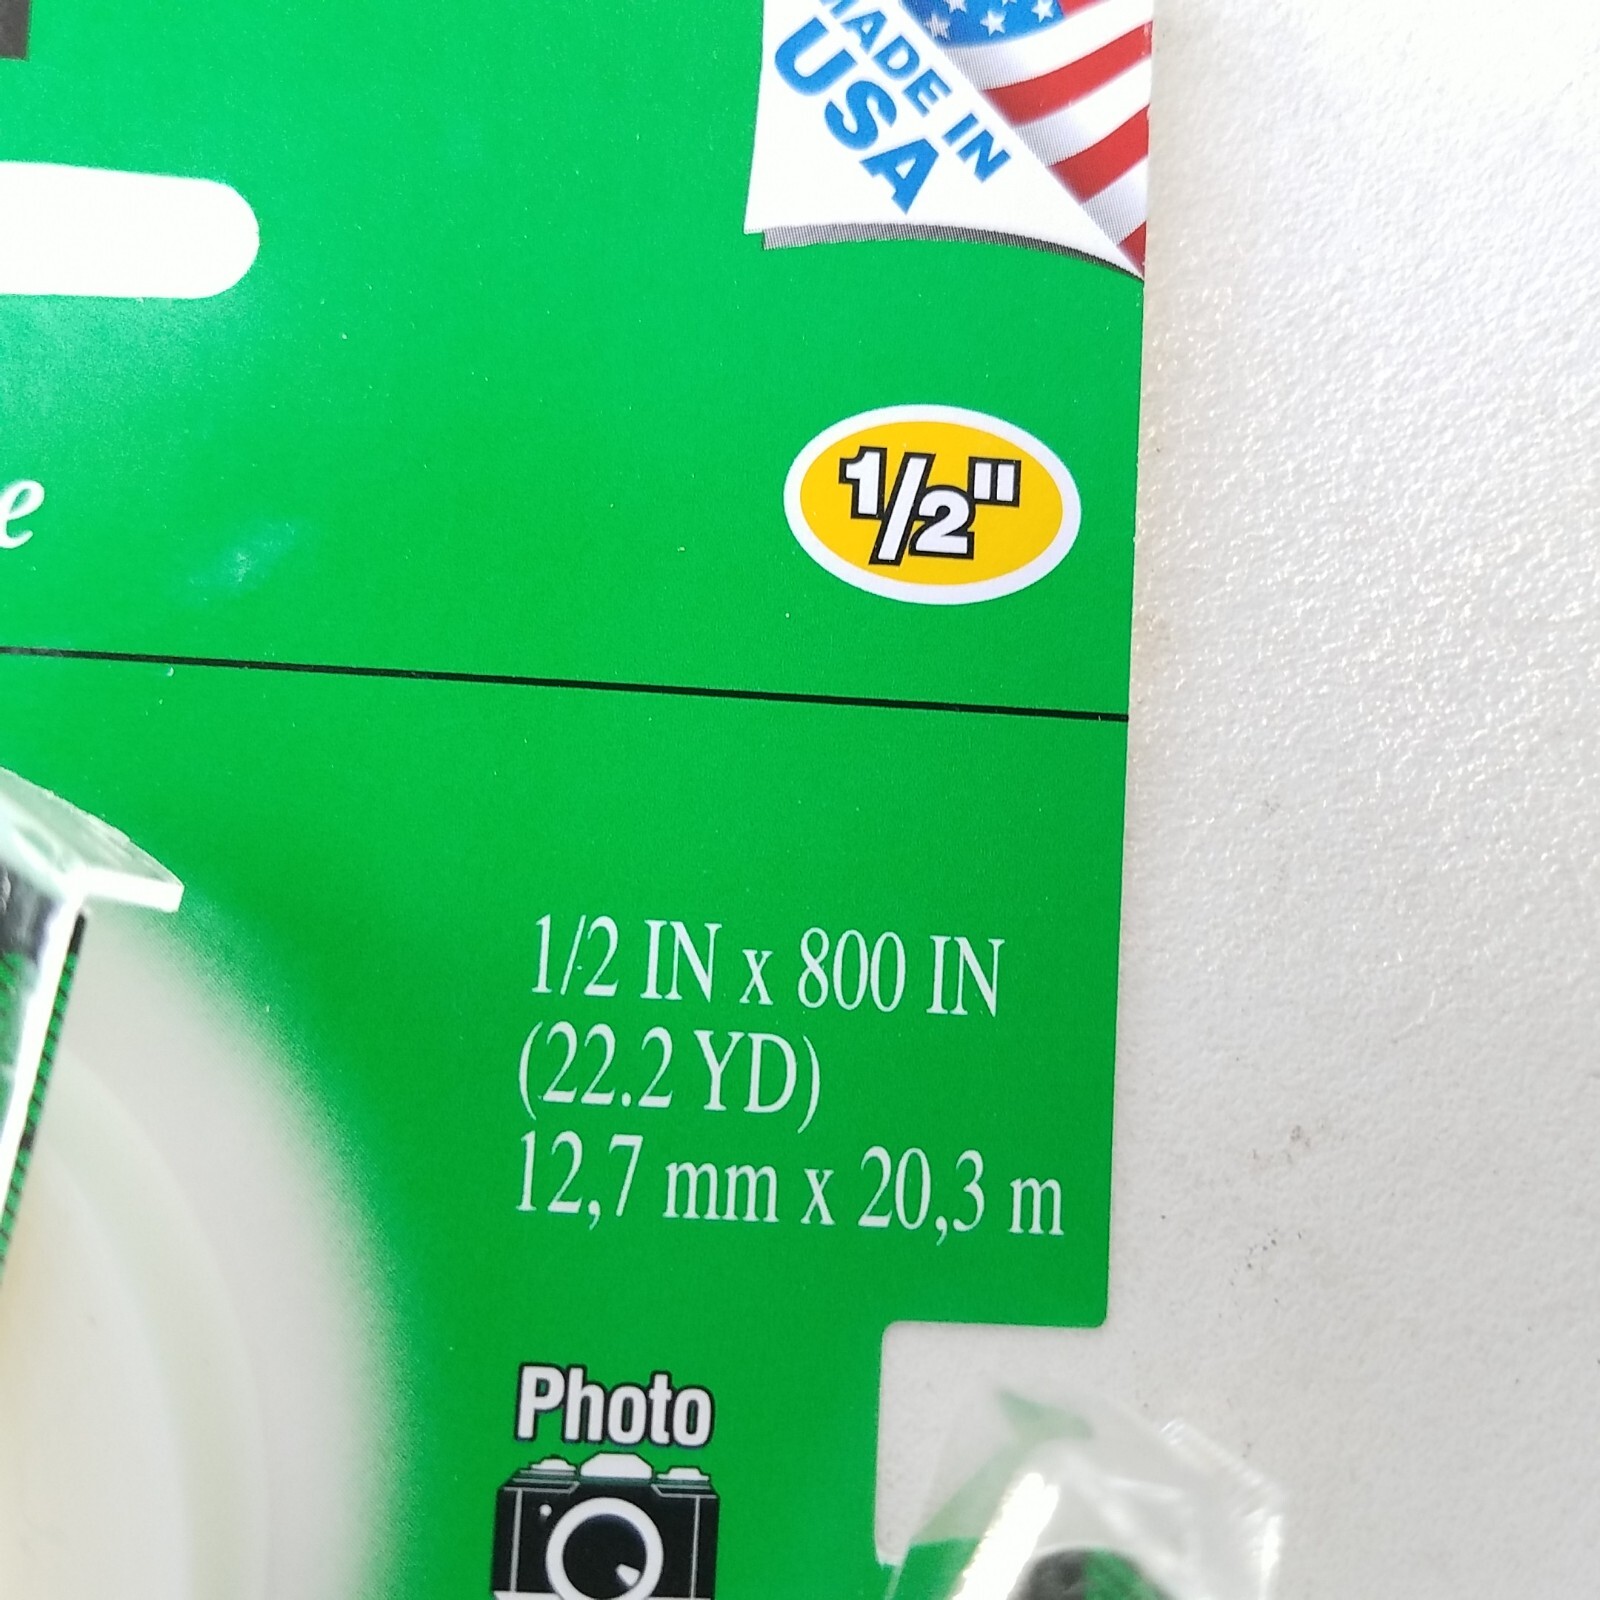 MADE IN
USA
1/2"
e
1/2 IN x 800 IN
(22.2 YD)
12,7 mm x 20,3 m
Photo